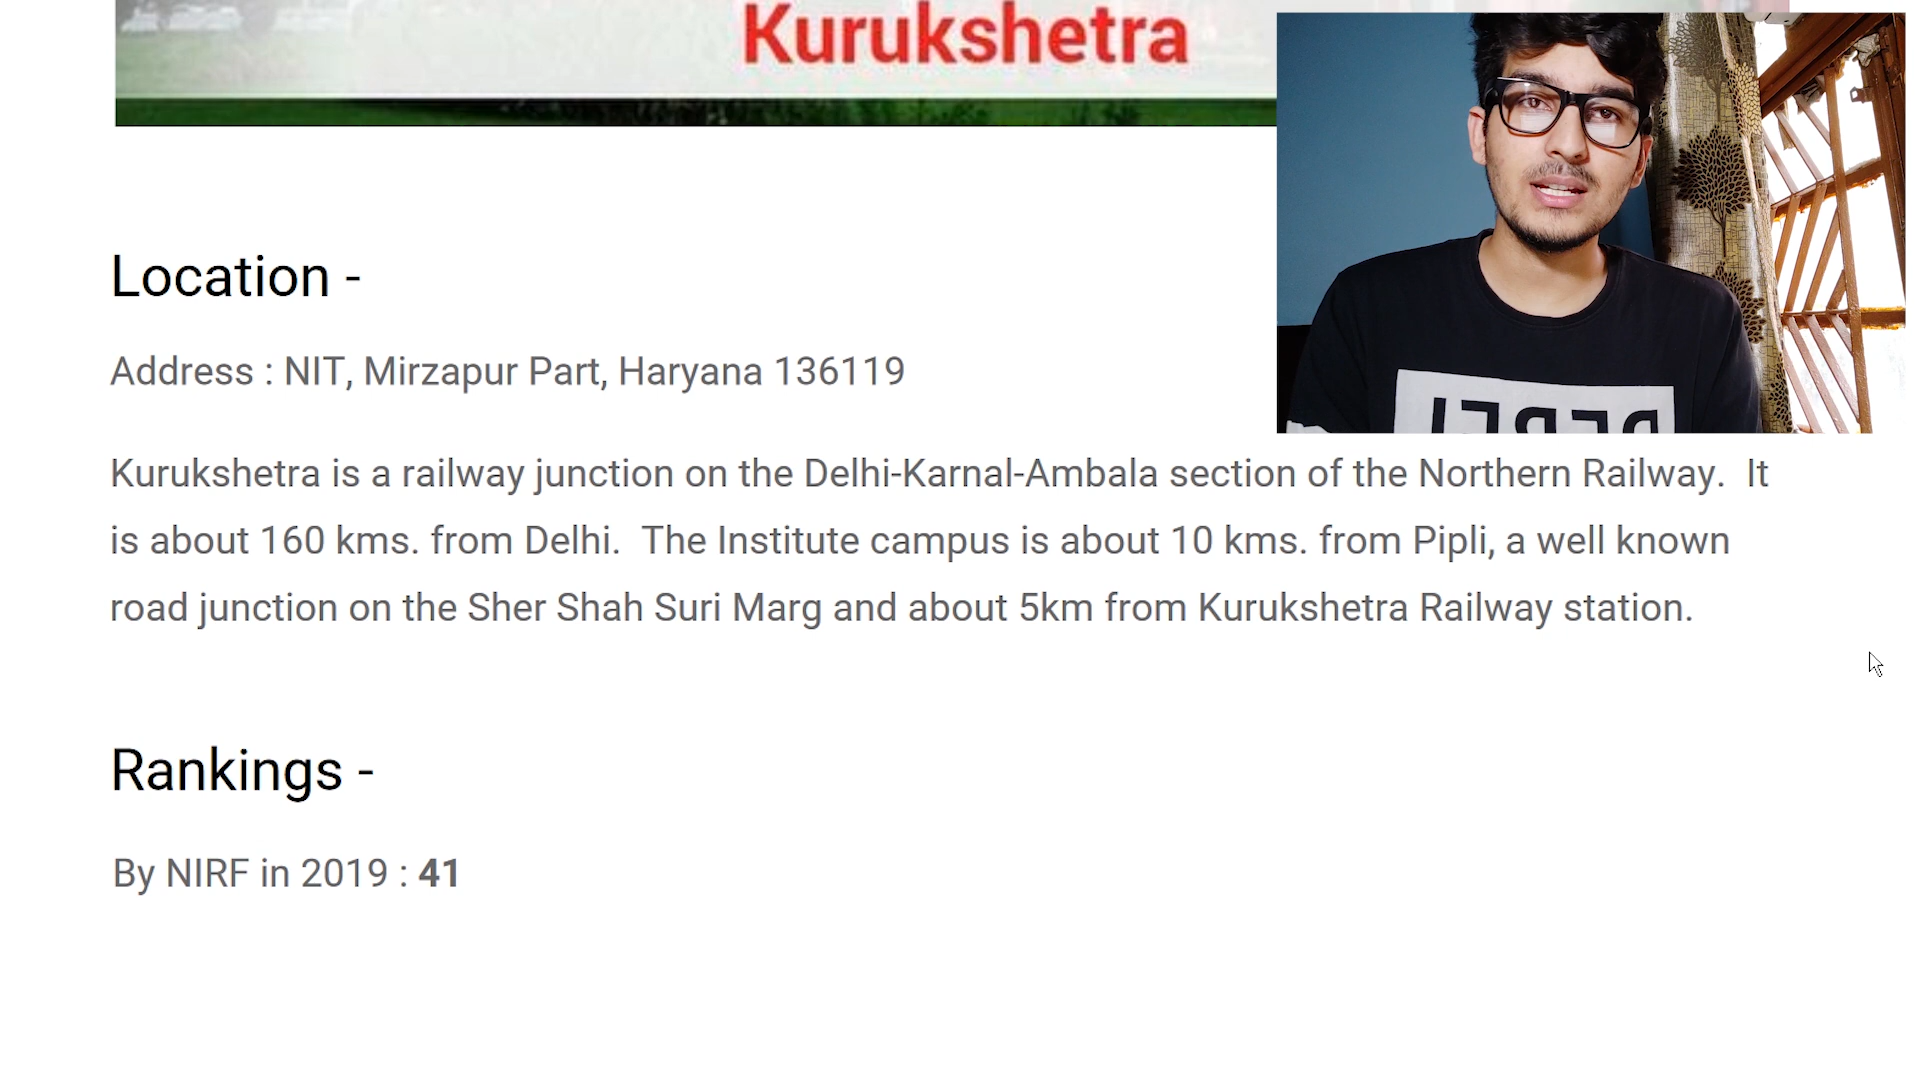 Kurukshetra
Location -
Address : NIT, Mirzapur Part, Haryana 136119
Kurukshetra is a railway junction on the Delhi-Karnal-Ambala section of the Northern Railway. It
is about 160 kms. from Delhi. The Institute campus is about 10 kms. from Pipli, a well known
road junction on the Sher Shah Suri Marg and about 5km from Kurukshetra Railway station.
Rankings -
By NIRF in 2019 : 41